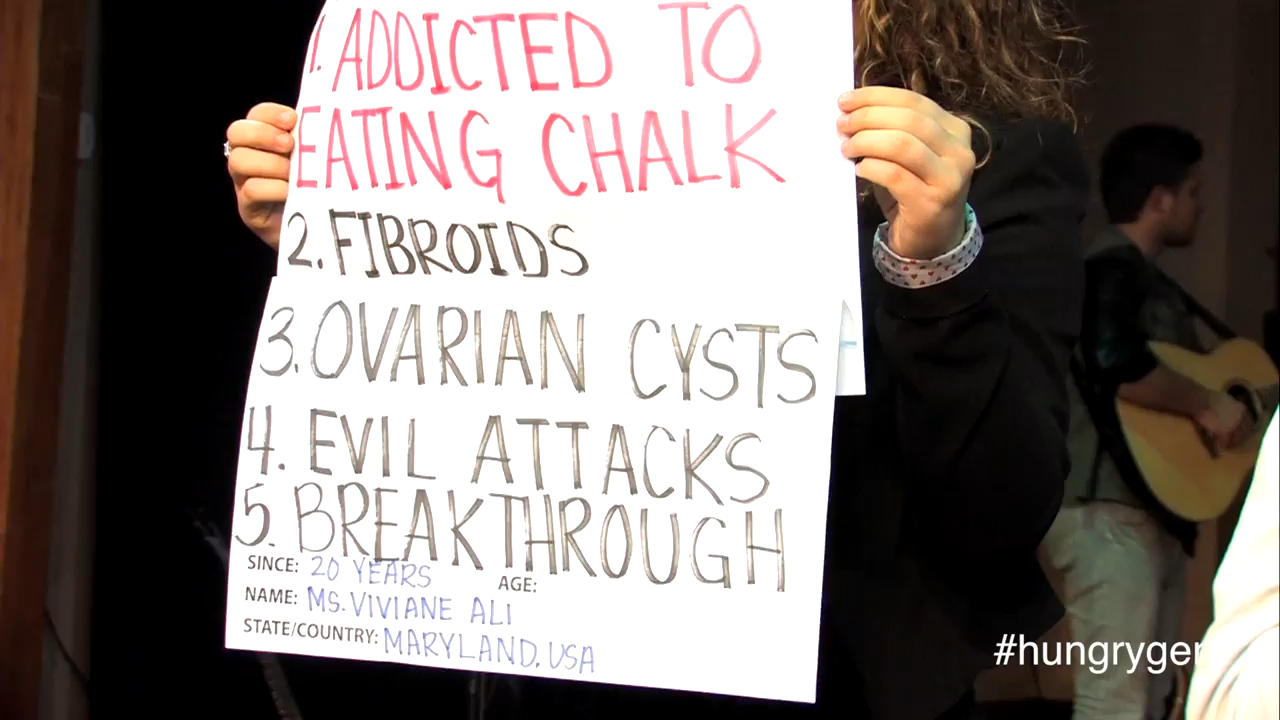 1. ADDICTED TO
EATING CHALK
2. FIBROIDS
3. OVARIAN CYSTS
4. EVIL ATTACKS
5. BREAKTHROUGH
SINCE: 20 YEARS AGE:
NAME: MS. VIVIANE ALI
STATE/COUNTRY: MARYLAND. USA
#hungryger